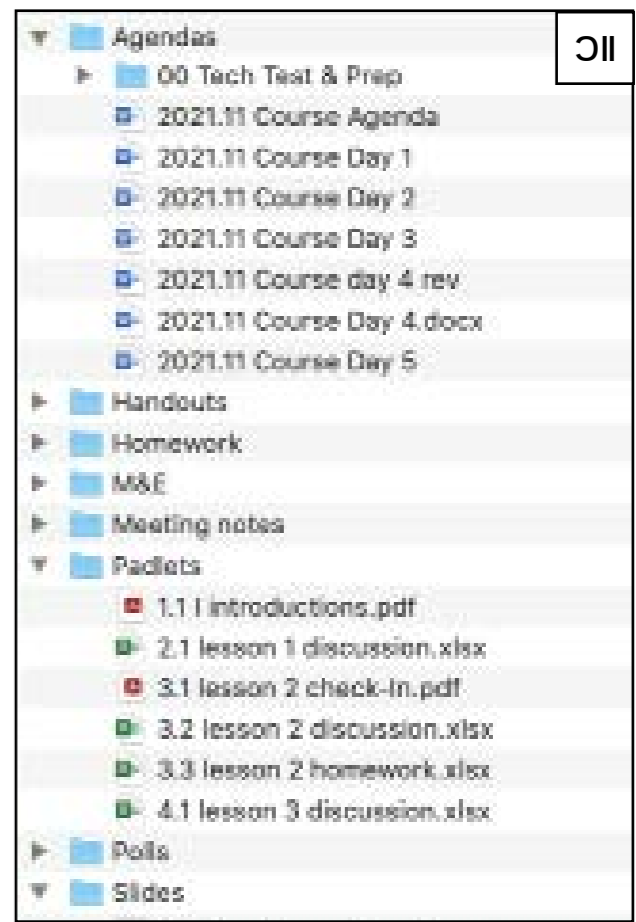 Agendas
ƆII
00 Tech Test & Prep
2021.11 Course Agenda
2021.11 Course Day 1
2021.11 Course Day 2
2021.11 Course Day 3
2021.11 Course day 4 rev
2021.11 Course Day 4.docx
2021.11 Course Day 5
Handouts
Homework
M&E
Meeting notes
Padlets
1.1 I introductions.pdf
2.1 lesson 1 discussion.xlsx
3.1 lesson 2 check-in.pdf
3.2 lesson 2 discussion.xlsx
3.3 lesson 2 homework.xlsx
4.1 lesson 3 discussion.xlsx
Polls
Slides